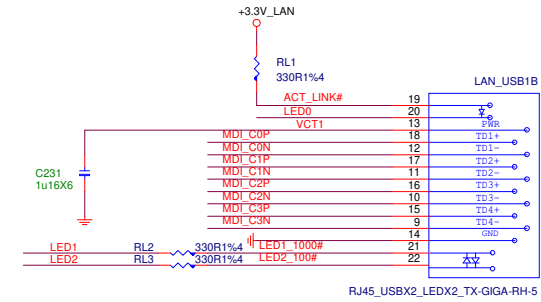 +3.3V_LAN
RL1
330R1%4
LAN_USB1B
ACT_LINK# 19
LED0 20
VCT1 13 PWR
MDI_C0P 18 TD1+
MDI_C0N 12 TD1-
MDI_C1P 17 TD2+
MDI_C1N 11 TD2-
MDI_C2P 16 TD3+
MDI_C2N 10 TD3-
MDI_C3P 15 TD4+
MDI_C3N 9 TD4-
14 GND
C231
1u16X6
LED1 RL2 330R1%4 LED1_1000# 21
LED2 RL3 330R1%4 LED2_100# 22
RJ45_USBX2_LEDX2_TX-GIGA-RH-5